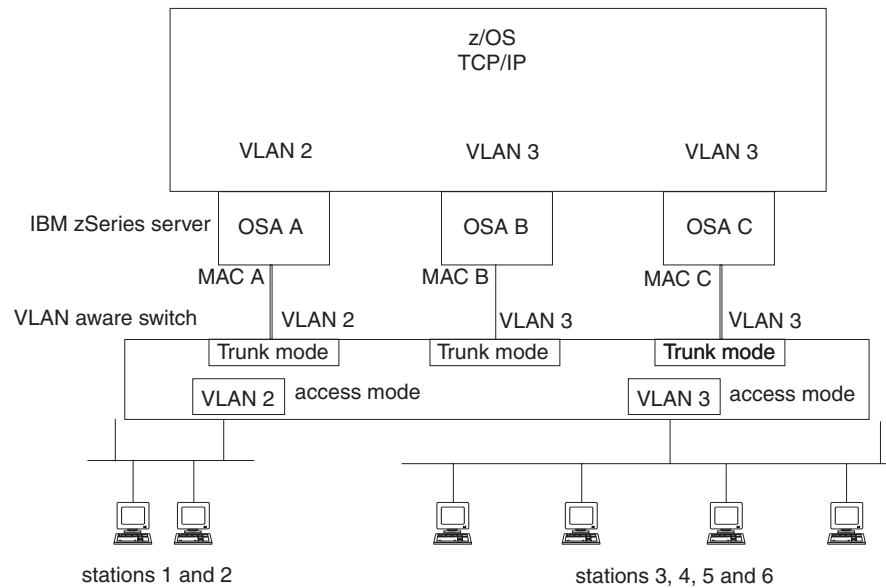 z/OS
TCP/IP
VLAN 2 VLAN 3 VLAN 3
IBM zSeries server OSA A OSA B OSA C
MAC A MAC B MAC C
VLAN aware switch VLAN 2 VLAN 3 VLAN 3
Trunk mode Trunk mode Trunk mode
VLAN 2 access mode VLAN 3 access mode
stations 1 and 2 stations 3, 4, 5 and 6